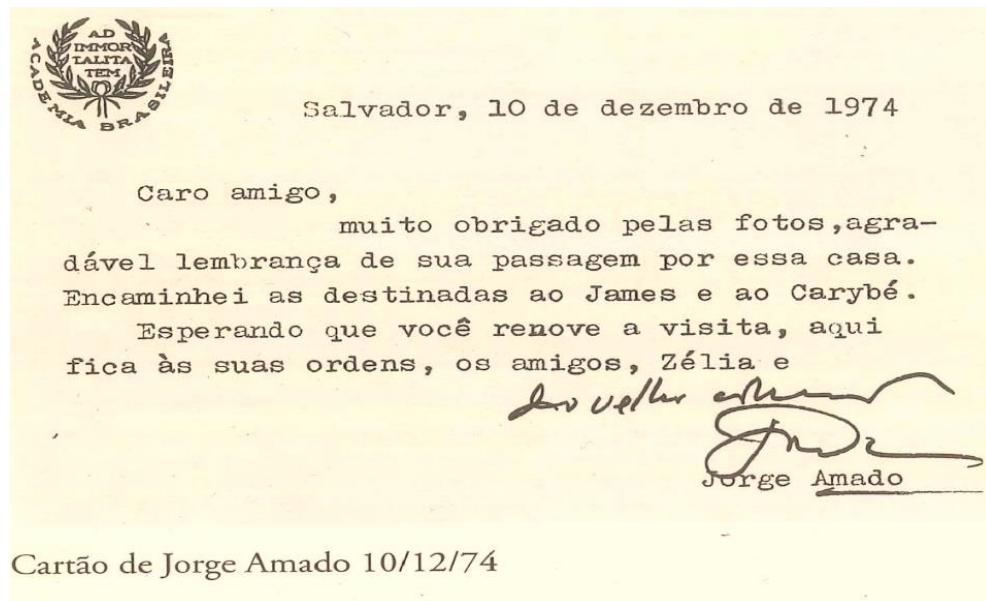 AD
IMMOR
TALITA
TEM
ACADEMIA BRASILEIRA
Salvador, 10 de dezembro de 1974
Caro amigo,
muito obrigado pelas fotos,agra-
dável lembrança de sua passagem por essa casa.
Encaminhei as destinadas ao James e ao Carybé.
Esperando que você renove a visita, aqui
fica às suas ordens, os amigos, Zélia e
velho
Jorge Amado
Cartão de Jorge Amado 10/12/74